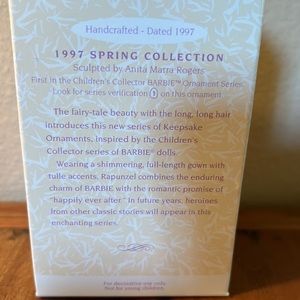 Handcrafted - Dated 1997
1997 SPRING COLLECTION
Sculpted by Anita Marra Rogers
First in the Children's Collector BARBIE™ Ornament Series
Look for series verification 1 on this ornament
The fairy-tale beauty with the long, long hair
introduces this new series of Keepsake
Ornaments, inspired by the Children's
Collector series of BARBIE® dolls.
Wearing a shimmering, full-length gown with
tulle accents, Rapunzel combines the enduring
charm of BARBIE with the romantic promise of
"happily ever after." In future years, heroines
from other classic stories will appear in this
enchanting series.
For decorative use only.
Not for young children.